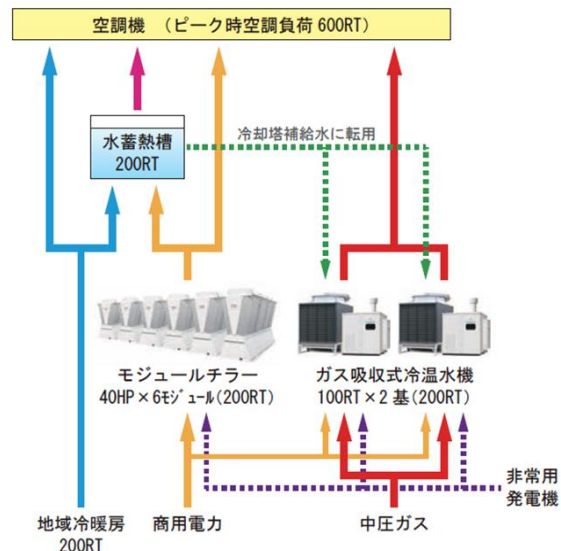 空調機　（ピーク時空調負荷 600RT）
水蓄熱槽
200RT
冷却塔補給水に転用
モジュールチラー
40HP×6ﾓｼﾞｭｰﾙ(200RT)
ガス吸収式冷温水機
100RT×2 基(200RT)
非常用
発電機
地域冷暖房
200RT
商用電力
中圧ガス